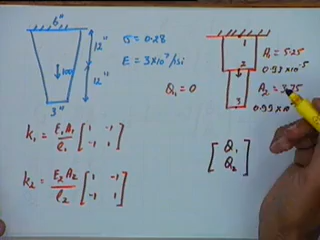 6"
12"
12"
100
3"
σ = 0.28
E = 3×10⁷ psi
Q₁ = 0
1
2
3
A₁ = 5.25
0.93×10⁻⁵
A₂ = 3.75
0.93×10
k₁ = E₁A₁/l₁ [1 -1 -1 1]
k₂ = E₂A₂/l₂ [1 -1 -1 1]
[Q₁ Q₂]